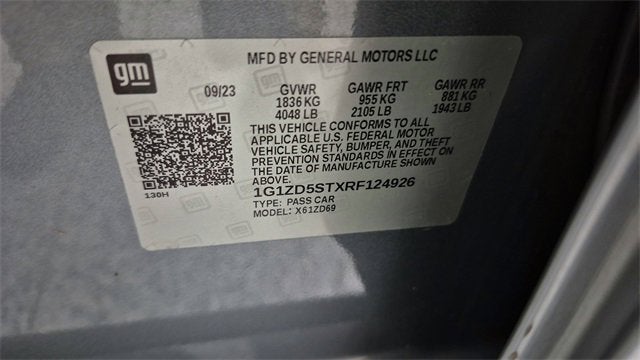 gm
MFD BY GENERAL MOTORS LLC
09/23 GVWR GAWR FRT GAWR RR
1836 KG 955 KG 881 KG
4048 LB 2105 LB 1943 LB
THIS VEHICLE CONFORMS TO ALL
APPLICABLE U.S. FEDERAL MOTOR
VEHICLE SAFETY, BUMPER, AND THEFT
PREVENTION STANDARDS IN EFFECT ON
THE DATE OF MANUFACTURE SHOWN
ABOVE.
130H
1G1ZD5STXRF124926
TYPE: PASS CAR
MODEL: X61ZD69